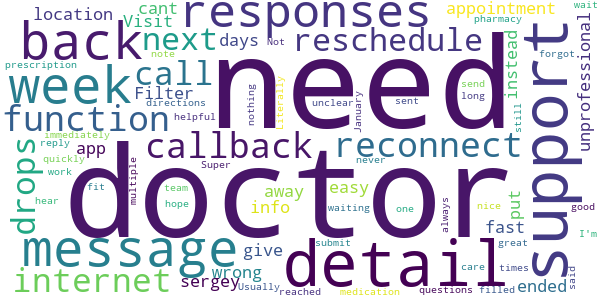 location
cant
Visit
responses
appointment
pharmacy
wait
back
next
days
Not
reschedule
instead
forgot
note
prescription
week
call
Filter
directions
need
support
unprofessional
nothing
Literally
unclear
January
sent
send
long
still
function
helpful
immediately
reply
app
quickly
work
callback
Super
never
reconnect
drops
doctor
multiple
hear
fit
team
hope
away
info
easy
waiting
one
always
put
fast
nice
great
good
I'm
message
give
wrong
detail
submit
care
times
said
internet
sergey
Usually
reached
medication
questions
filled
ended